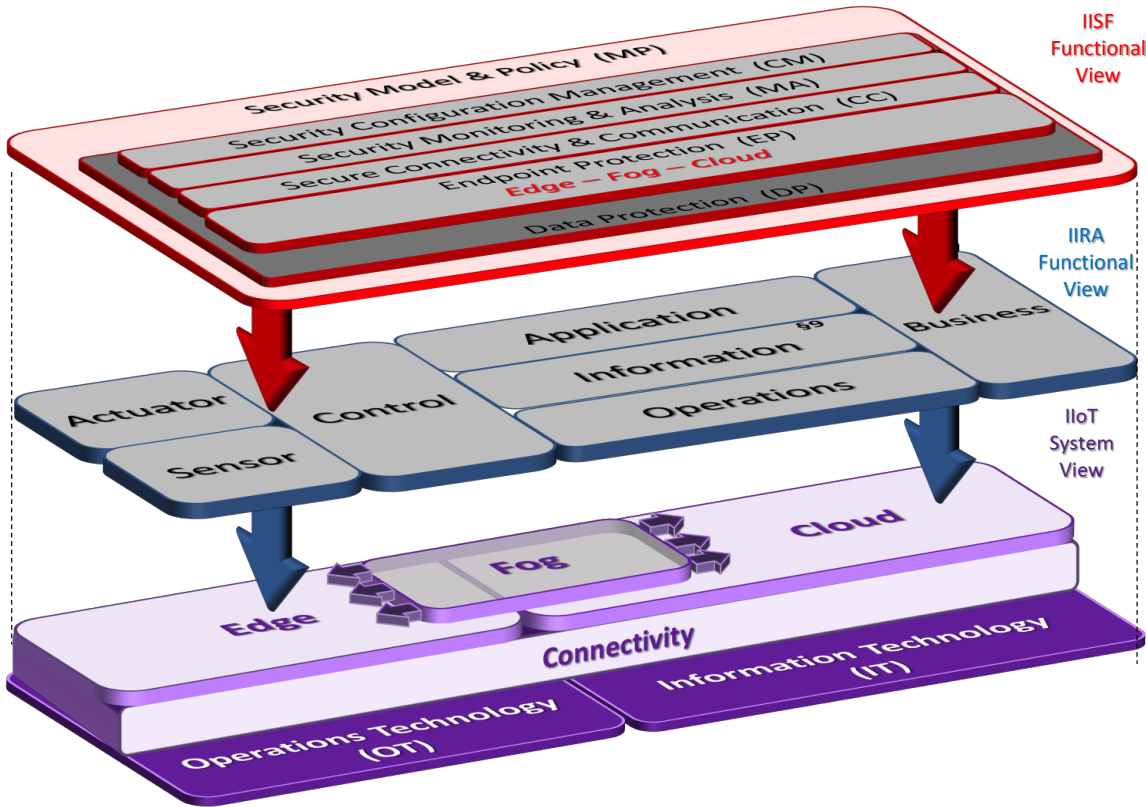 IISF
Functional
View
Security Model & Policy (MP)
Security Configuration Management (CM)
Security Monitoring & Analysis (MA)
Secure Connectivity & Communication (CC)
Endpoint Protection (EP)
Edge – Fog – Cloud
Data Protection (DP)
IIRA
Functional
View
Application
Information §9
Operations
Business
Actuator
Control
Sensor
IIoT
System
View
Cloud
Fog
Edge
Connectivity
Information Technology
(IT)
Operations Technology
(OT)